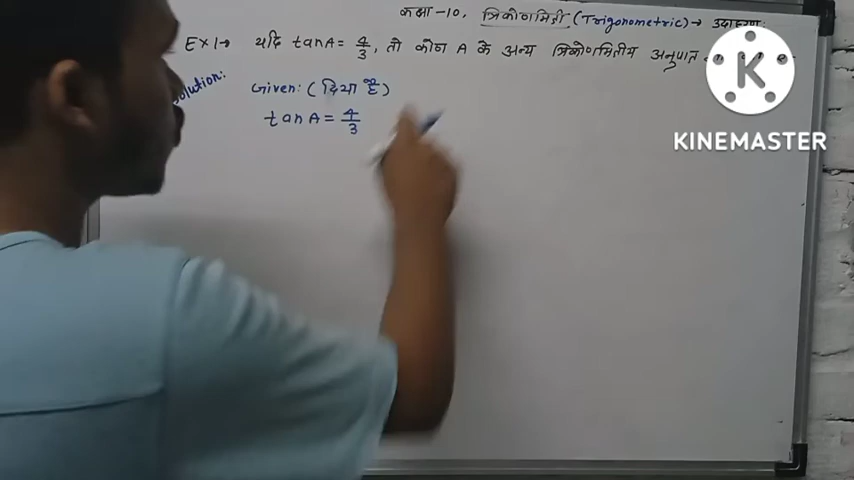 कक्षा-10, त्रिकोणमिती (Trigonometric)→ उदाहरण:
EX1→ यदि tanA= 4/3, तो कोण A के अन्य त्रिकोणमितीय अनुपात
olution:
Given: (दिया है)
tanA= 4/3
K
KINEMASTER